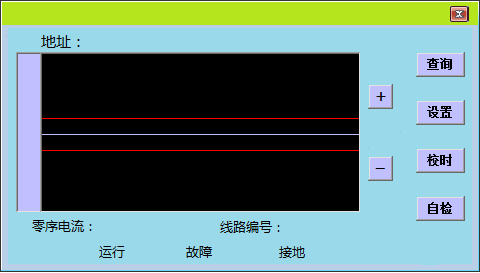 地址：
查询
+
设置
校时
−
自检
零序电流：
线路编号：
运行 故障 接地